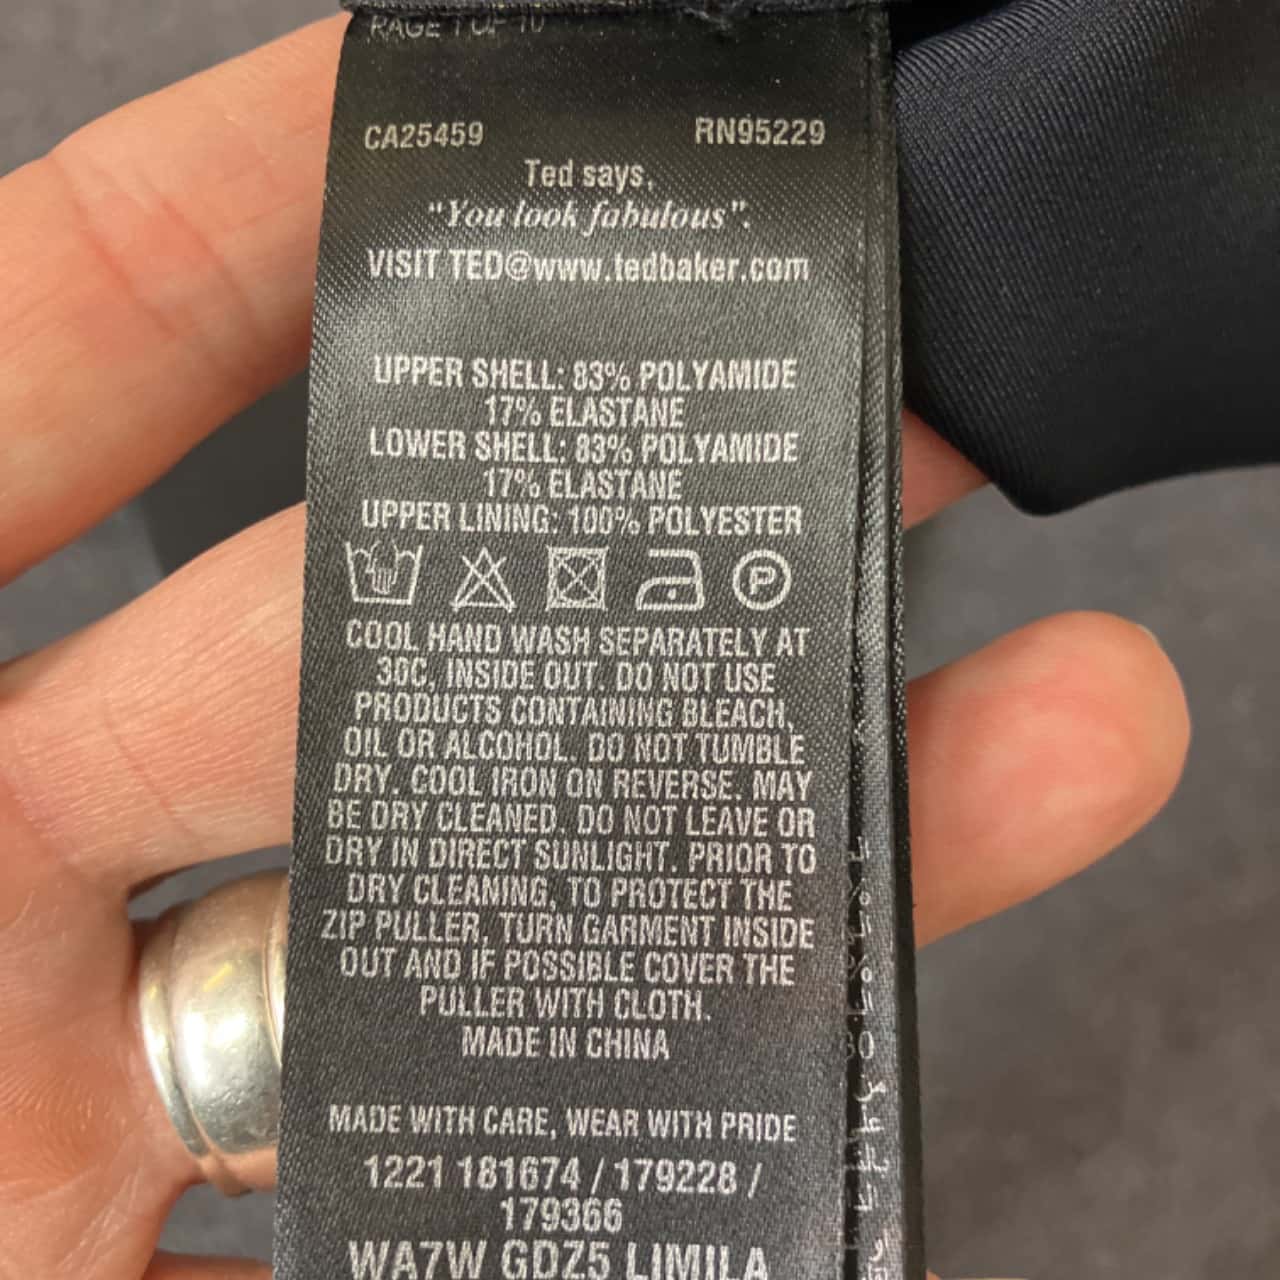 PAGE 1 OF 10
CA25459 RN95229
Ted says,
“You look fabulous”.
VISIT TED@www.tedbaker.com
UPPER SHELL: 83% POLYAMIDE
17% ELASTANE
LOWER SHELL: 83% POLYAMIDE
17% ELASTANE
UPPER LINING: 100% POLYESTER
P
COOL HAND WASH SEPARATELY AT
30C, INSIDE OUT. DO NOT USE
PRODUCTS CONTAINING BLEACH,
OIL OR ALCOHOL. DO NOT TUMBLE
DRY. COOL IRON ON REVERSE. MAY
BE DRY CLEANED. DO NOT LEAVE OR
DRY IN DIRECT SUNLIGHT. PRIOR TO
DRY CLEANING, TO PROTECT THE
ZIP PULLER, TURN GARMENT INSIDE
OUT AND IF POSSIBLE COVER THE
PULLER WITH CLOTH.
MADE IN CHINA
MADE WITH CARE, WEAR WITH PRIDE
1221 181674 / 179228 /
179366
WA7W GDZ5 LIMILA